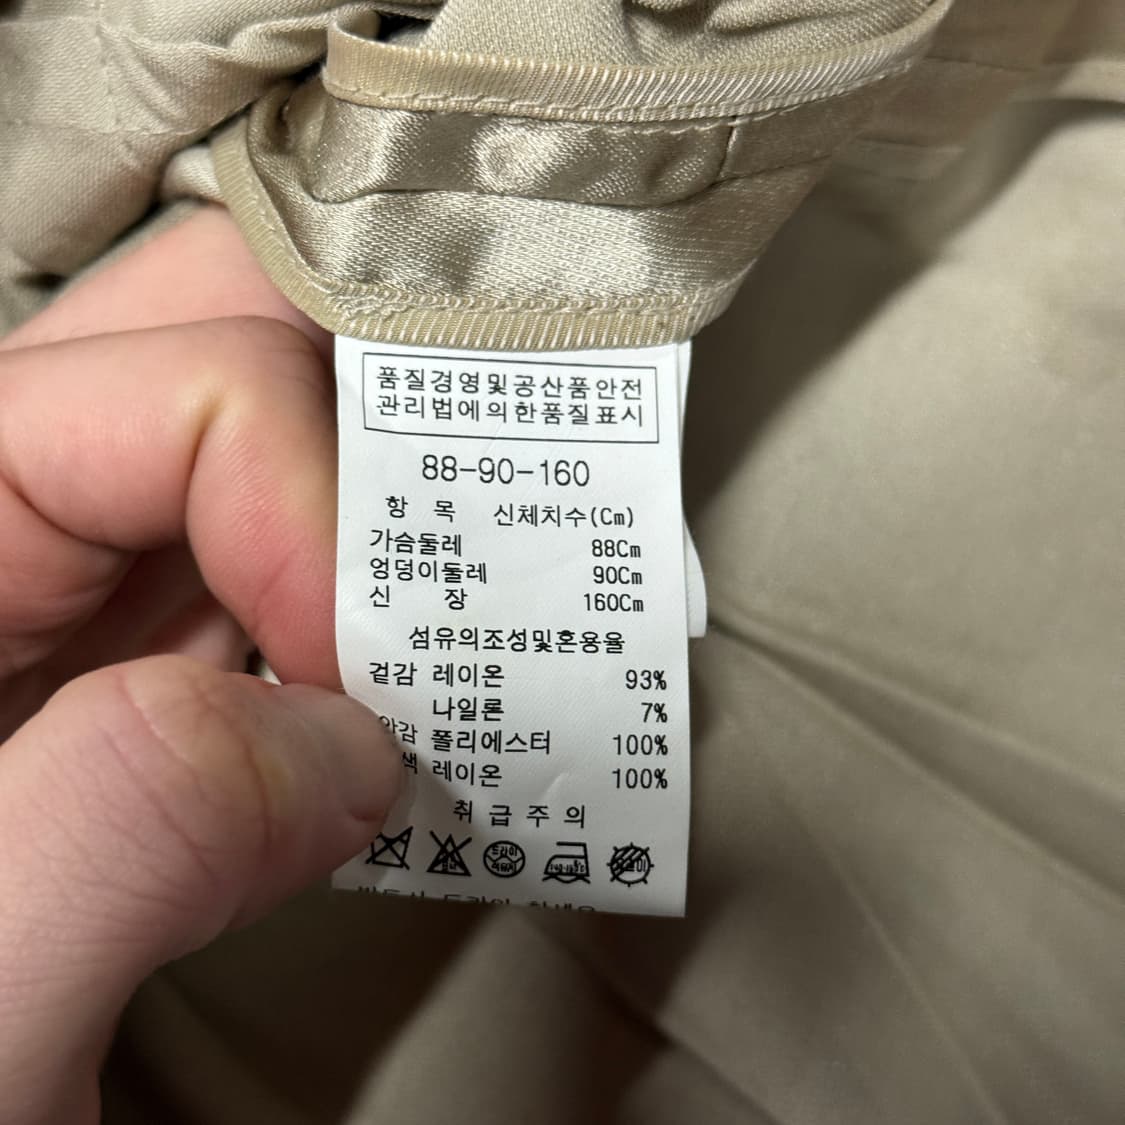 품질경영및공산품안전
관리법에의한품질표시
88-90-160
항 목 신체치수(Cm)
가슴둘레 88Cm
엉덩이둘레 90Cm
신 장 160Cm
섬유의조성및혼용율
겉감 레이온 93%
나일론 7%
안감 폴리에스터 100%
레이온 100%
취급주의
드라이